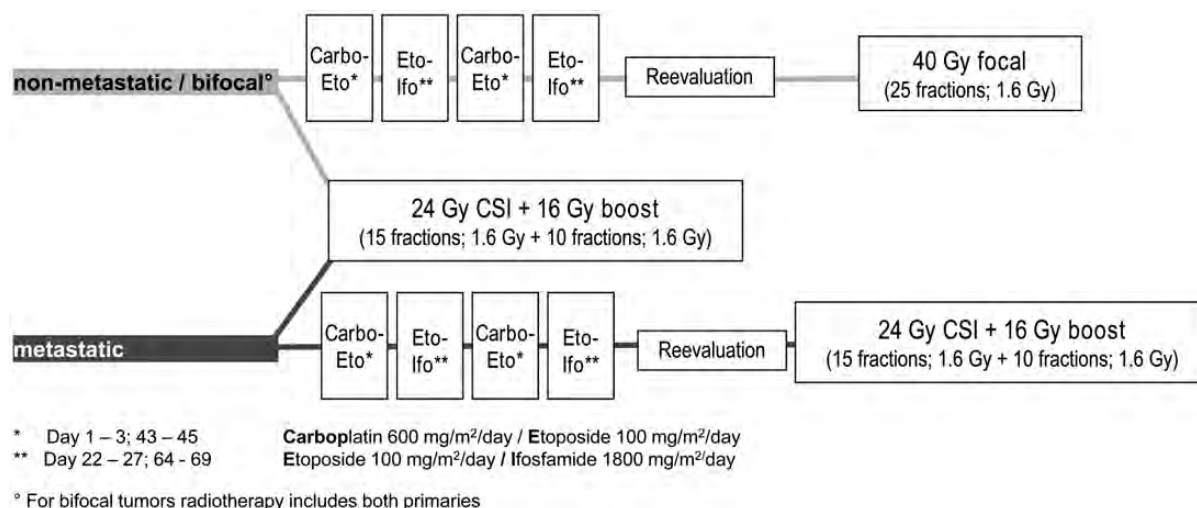 non-metastatic / bifocal°
Carbo-
Eto*
Eto-
Ifo**
Carbo-
Eto*
Eto-
Ifo**
Reevaluation
40 Gy focal
(25 fractions; 1.6 Gy)
24 Gy CSI + 16 Gy boost
(15 fractions; 1.6 Gy + 10 fractions; 1.6 Gy)
metastatic
Carbo-
Eto*
Eto-
Ifo**
Carbo-
Eto*
Eto-
Ifo**
Reevaluation
24 Gy CSI + 16 Gy boost
(15 fractions; 1.6 Gy + 10 fractions; 1.6 Gy)
* Day 1 – 3; 43 – 45 Carboplatin 600 mg/m²/day / Etoposide 100 mg/m²/day
** Day 22 – 27; 64 - 69 Etoposide 100 mg/m²/day / Ifosfamide 1800 mg/m²/day
° For bifocal tumors radiotherapy includes both primaries